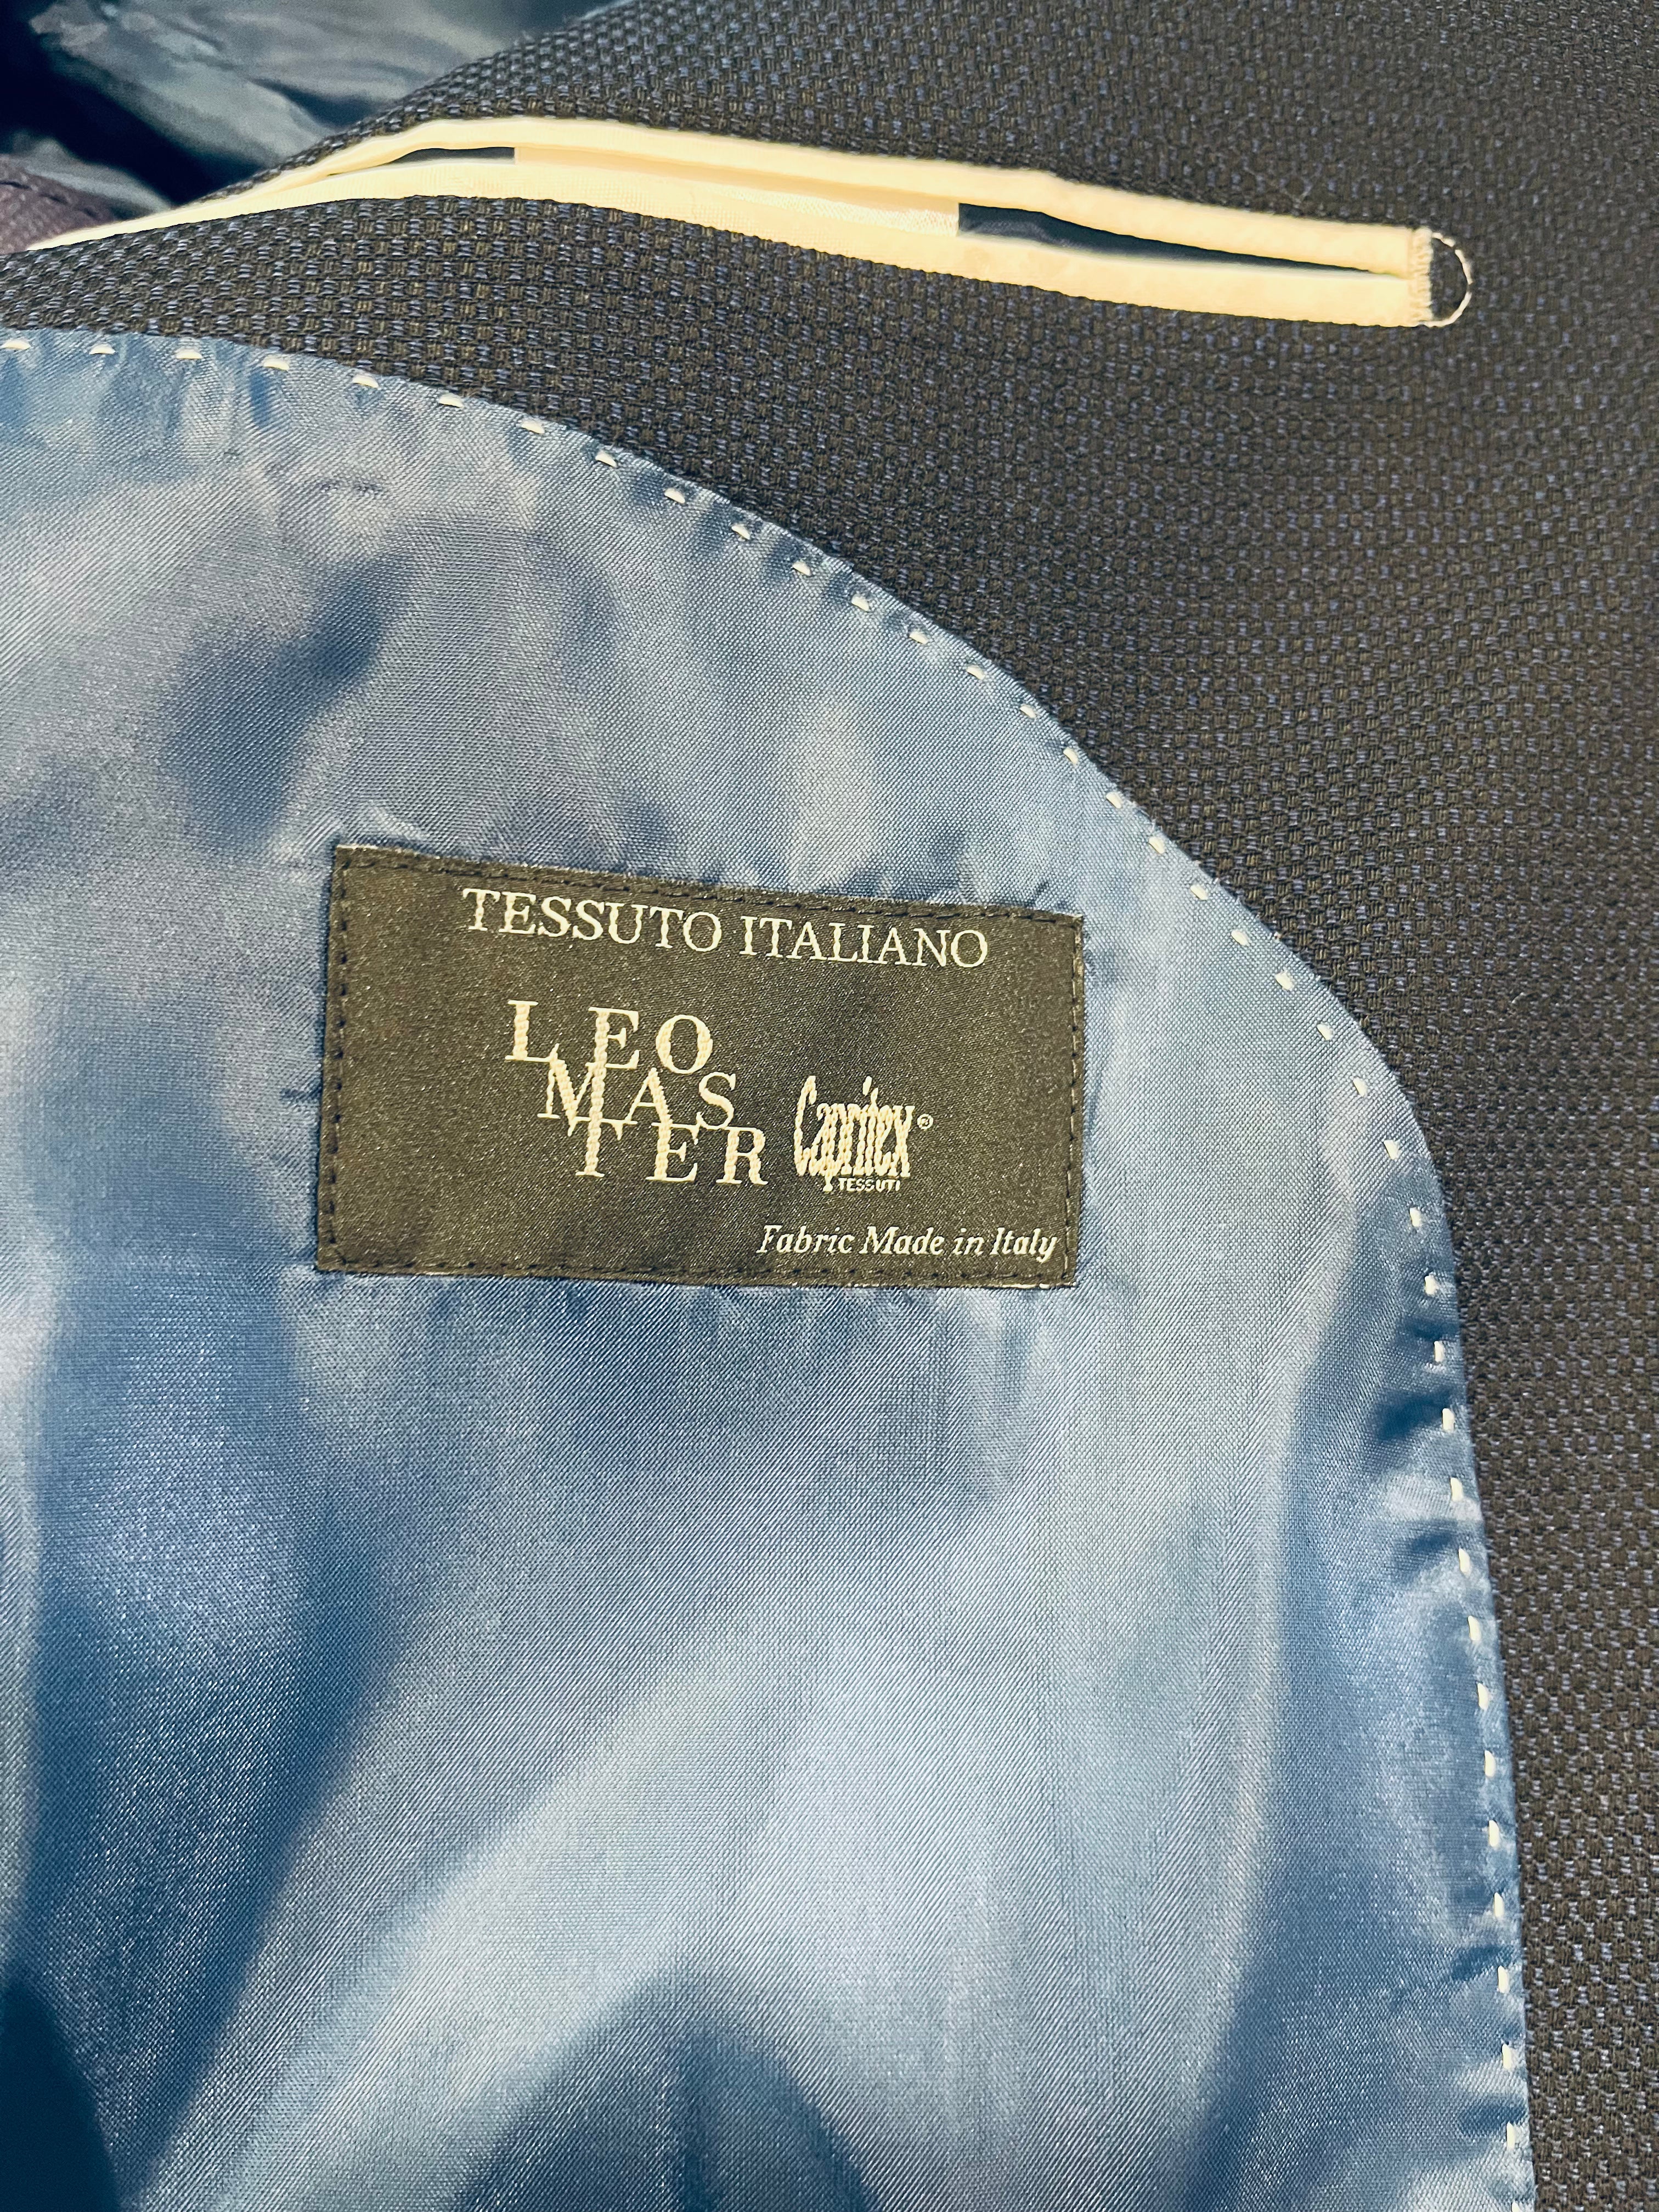 TESSUTO ITALIANO
LEO
MAS
TER
Capritex®
TESSUTI
Fabric Made in Italy